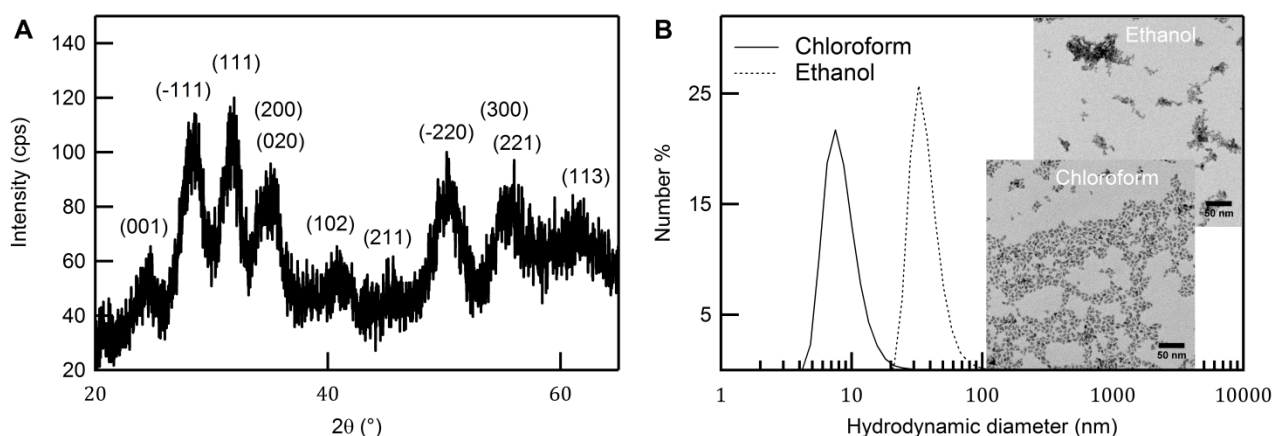 A
140
120
100
80
60
40
20
Intensity (cps)
(001)
(-111)
(111)
(200)
(020)
(102)
(211)
(-220)
(300)
(221)
(113)
20
40
60
2θ (°)
B
Chloroform
Ethanol
25
15
5
Number %
Ethanol
50 nm
Chloroform
50 nm
1
10
100
1000
10000
Hydrodynamic diameter (nm)